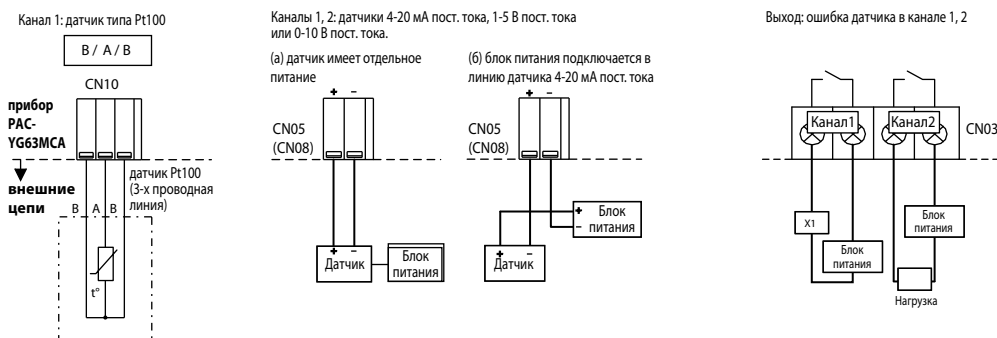 Канал 1: датчик типа Pt100
B / A / B
CN10
прибор
PAC-
YG63MCA
внешние
цепи
датчик Pt100
(3-х проводная
линия)
B A B
t°
Каналы 1, 2: датчики 4-20 мА пост. тока, 1-5 В пост. тока
или 0-10 В пост. тока.
(а) датчик имеет отдельное
питание
+ –
CN05
(CN08)
+ –
Датчик
Блок
питания
(б) блок питания подключается в
линию датчика 4-20 мА пост. тока
+ –
CN05
(CN08)
+
–
Блок
питания
+ –
Датчик
Выход: ошибка датчика в канале 1, 2
Канал1
Канал2
CN03
X1
Блок
питания
Блок
питания
Нагрузка